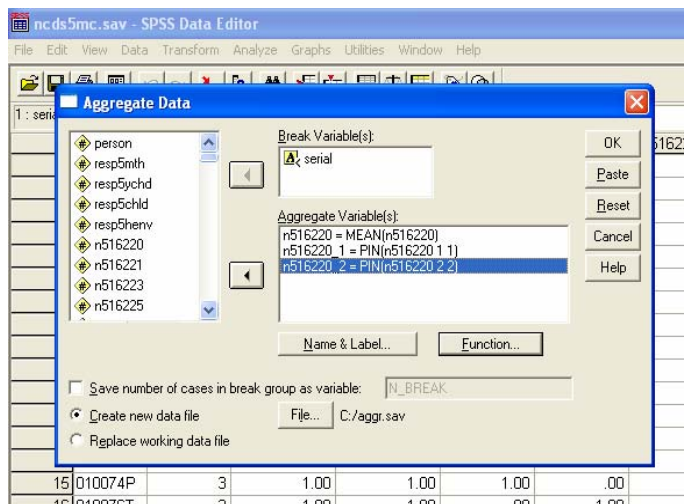 ncds5mc.sav - SPSS Data Editor
File Edit View Data Transform Analyze Graphs Utilities Window Help
Aggregate Data
1 : seria
person
resp5mth
resp5ychd
resp5chld
resp5henv
n516220
n516221
n516223
n516225
Break Variable(s):
serial
Aggregate Variable(s):
n516220 = MEAN(n516220)
n516220_1 = PIN(n516220 1 1)
n516220_2 = PIN(n516220 2 2)
Name & Label... Function...
OK
Paste
Reset
Cancel
Help
Save number of cases in break group as variable: N_BREAK
Create new data file File... C:/aggr.sav
Replace working data file
15 010074P 3 1.00 1.00 1.00 .00